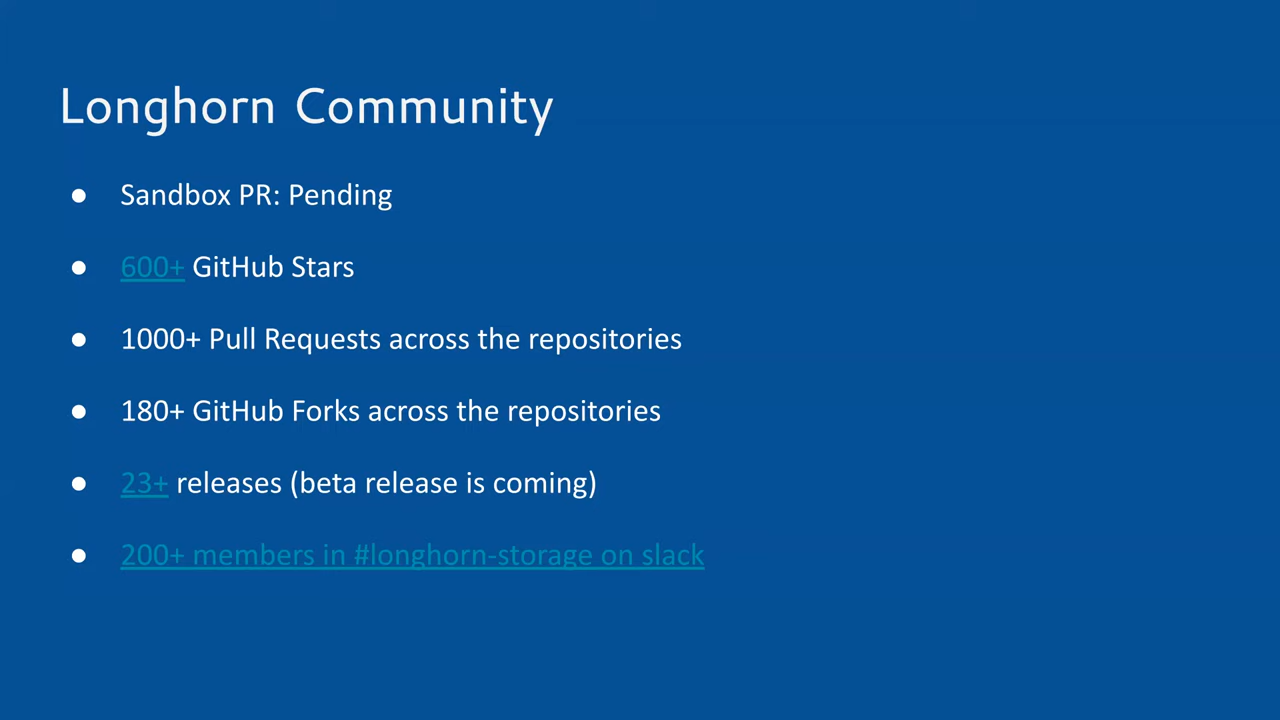 Longhorn Community
● Sandbox PR: Pending
● 600+ GitHub Stars
● 1000+ Pull Requests across the repositories
● 180+ GitHub Forks across the repositories
● 23+ releases (beta release is coming)
● 200+ members in #longhorn-storage on slack